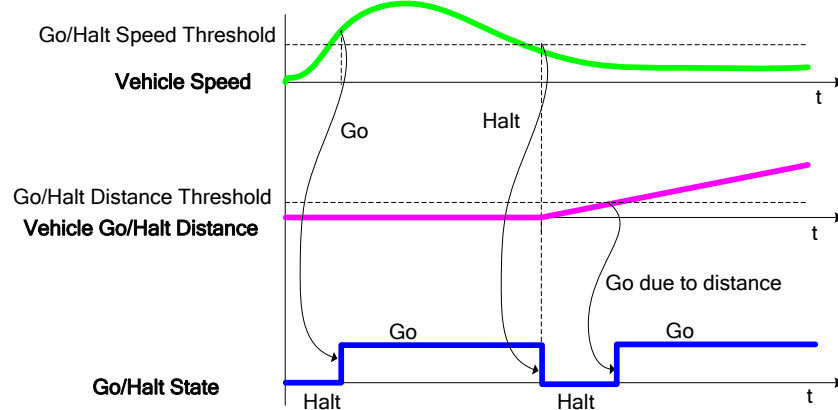 Go/Halt Speed Threshold
Vehicle Speed
t
Go
Halt
Go/Halt Distance Threshold
Vehicle Go/Halt Distance
t
Go due to distance
Go
Go
Go/Halt State
Halt
Halt
t